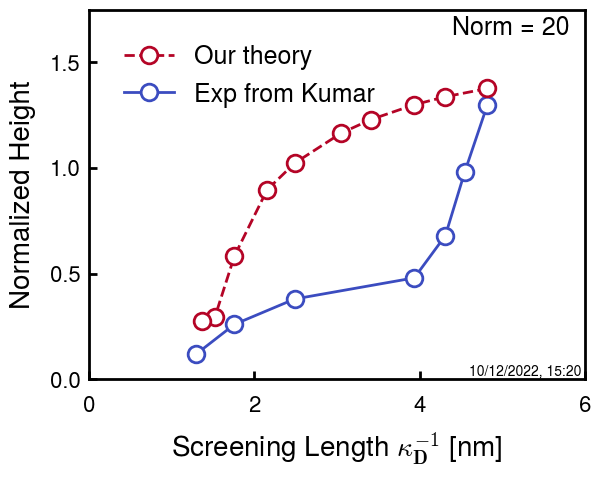 Norm = 20
Our theory
Exp from Kumar
Normalized Height
1.5
1.0
0.5
0.0
10/12/2022, 15:20
0 2 4 6
Screening Length κ_D^{-1} [nm]